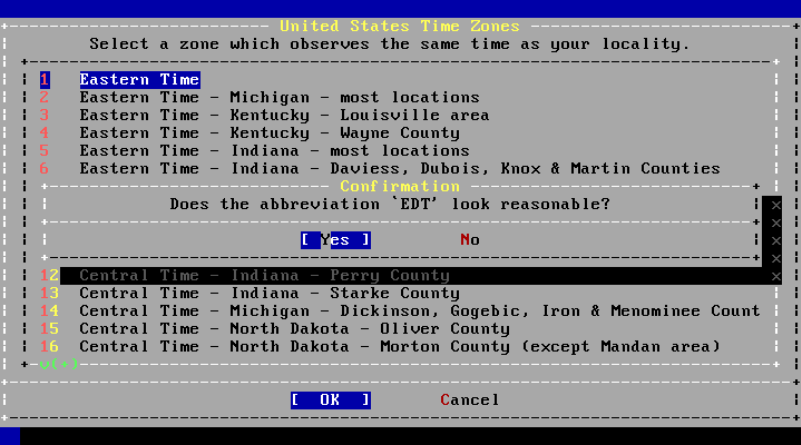 United States Time Zones
Select a zone which observes the same time as your locality.
1 Eastern Time
2 Eastern Time - Michigan - most locations
3 Eastern Time - Kentucky - Louisville area
4 Eastern Time - Kentucky - Wayne County
5 Eastern Time - Indiana - most locations
6 Eastern Time - Indiana - Daviess, Dubois, Knox & Martin Counties
Confirmation
Does the abbreviation `EDT' look reasonable?
[ Yes ] No
12 Central Time - Indiana - Perry County
13 Central Time - Indiana - Starke County
14 Central Time - Michigan - Dickinson, Gogebic, Iron & Menominee Count
15 Central Time - North Dakota - Oliver County
16 Central Time - North Dakota - Morton County (except Mandan area)
v(+)
[ OK ] Cancel